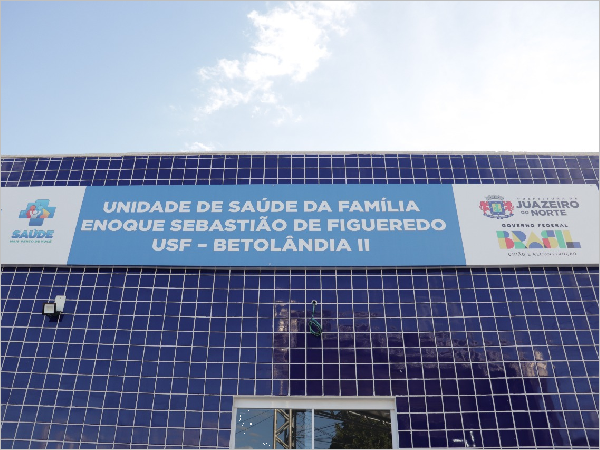 UNIDADE DE SAÚDE DA FAMÍLIA
ENOQUE SEBASTIÃO DE FIGUEREDO
USF – BETOLÂNDIA II
SAÚDE
JUAZEIRO
DO NORTE
GOVERNO FEDERAL
BRASIL